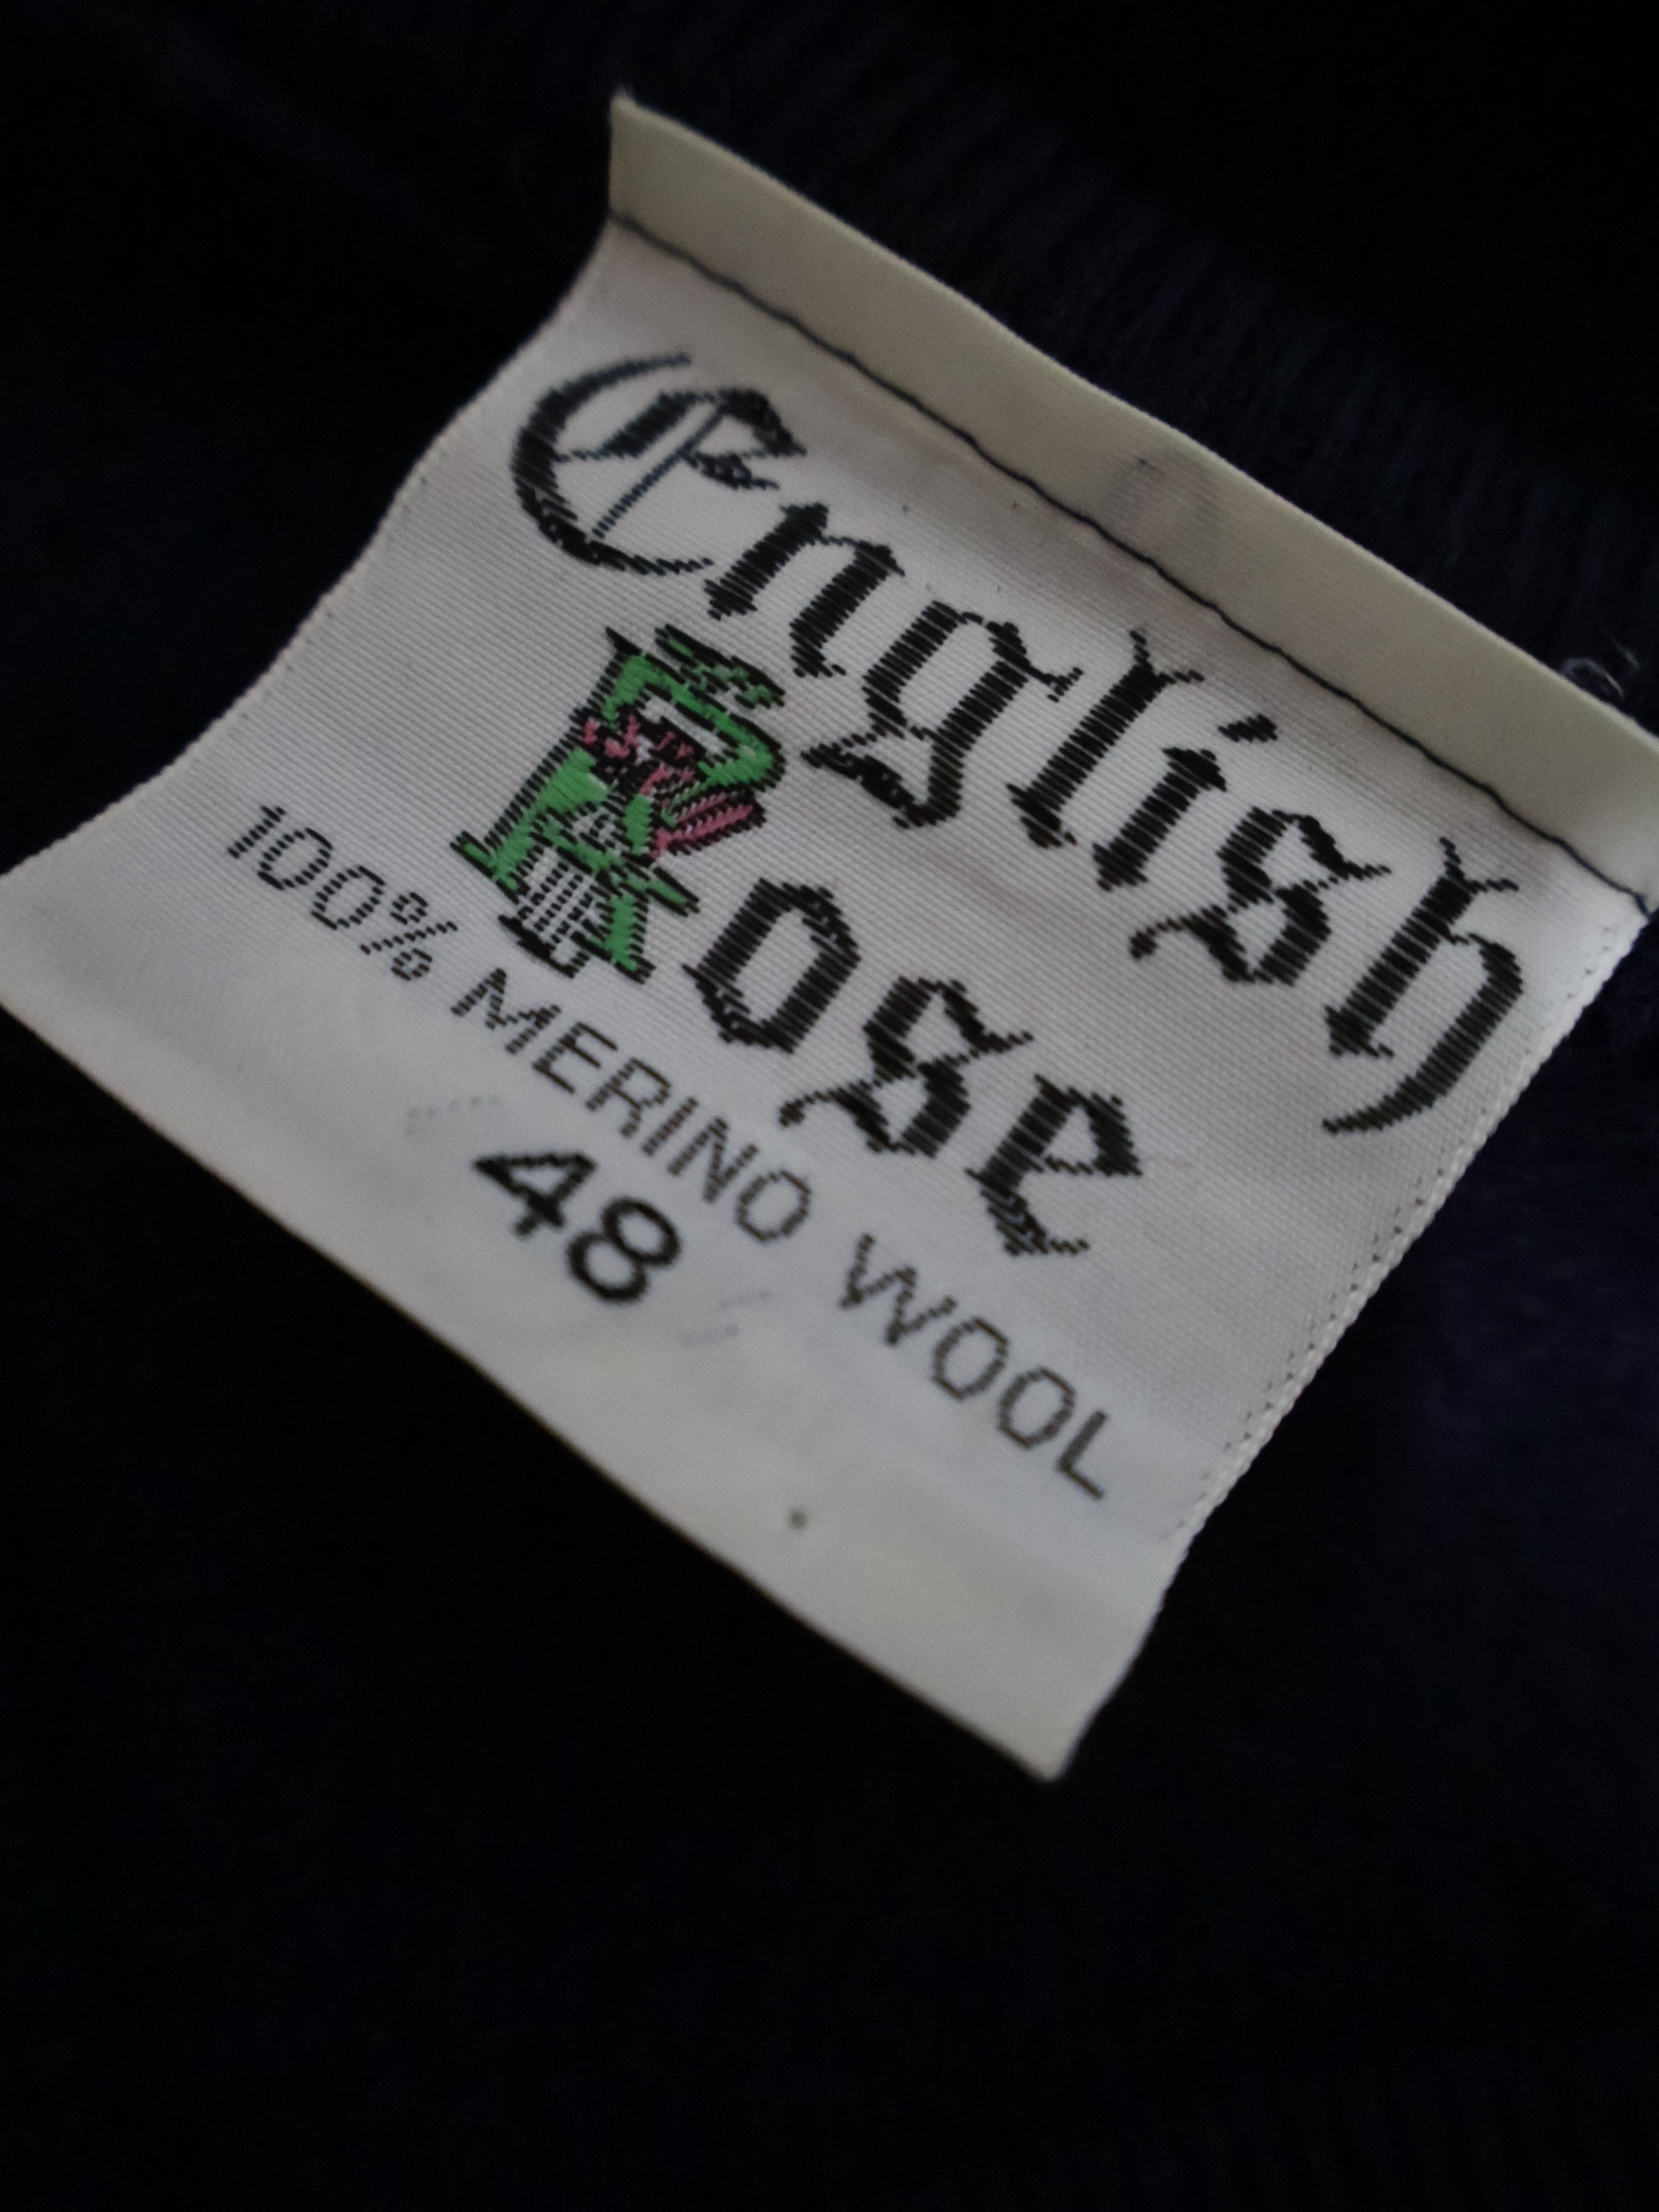 English
Rose
100% MERINO WOOL
48